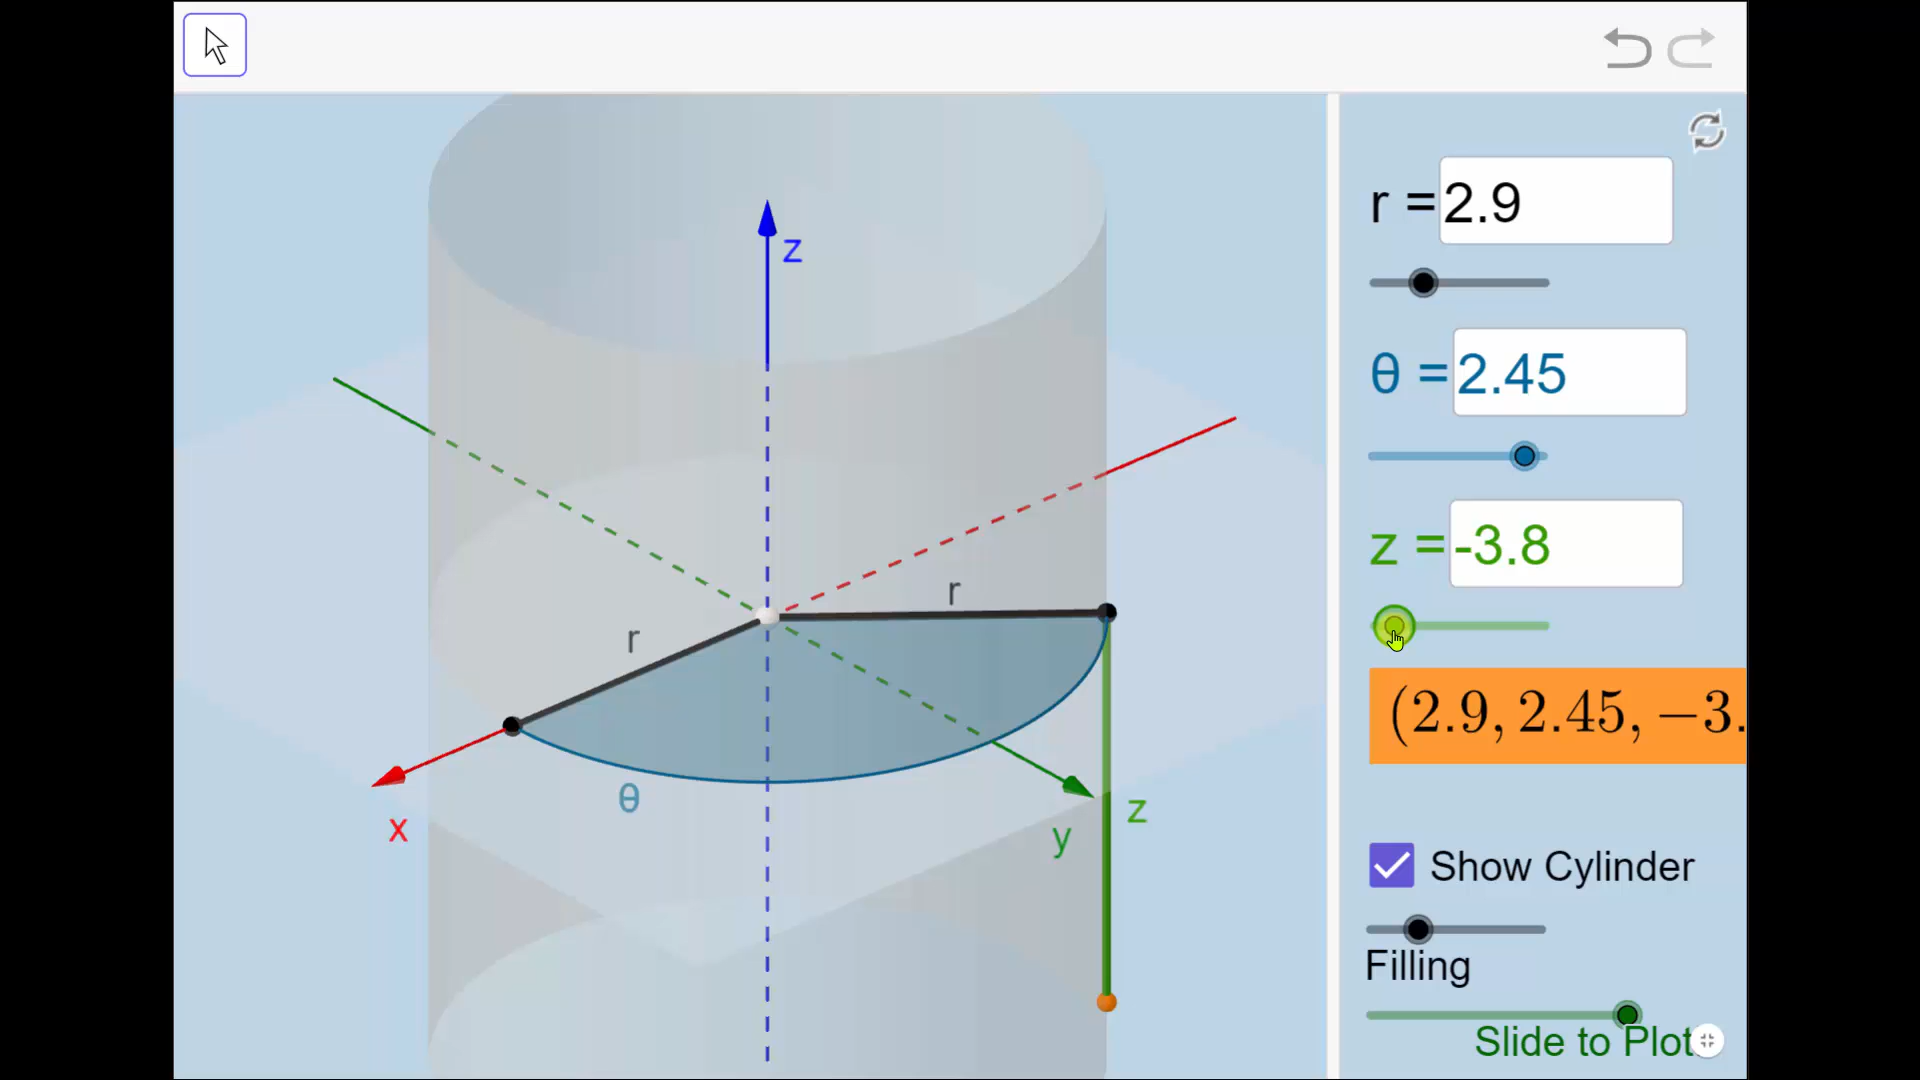 z
r
r
θ
x
y
z
r = 2.9
θ = 2.45
z = -3.8
(2.9, 2.45, −3.
Show Cylinder
Filling
Slide to Plot